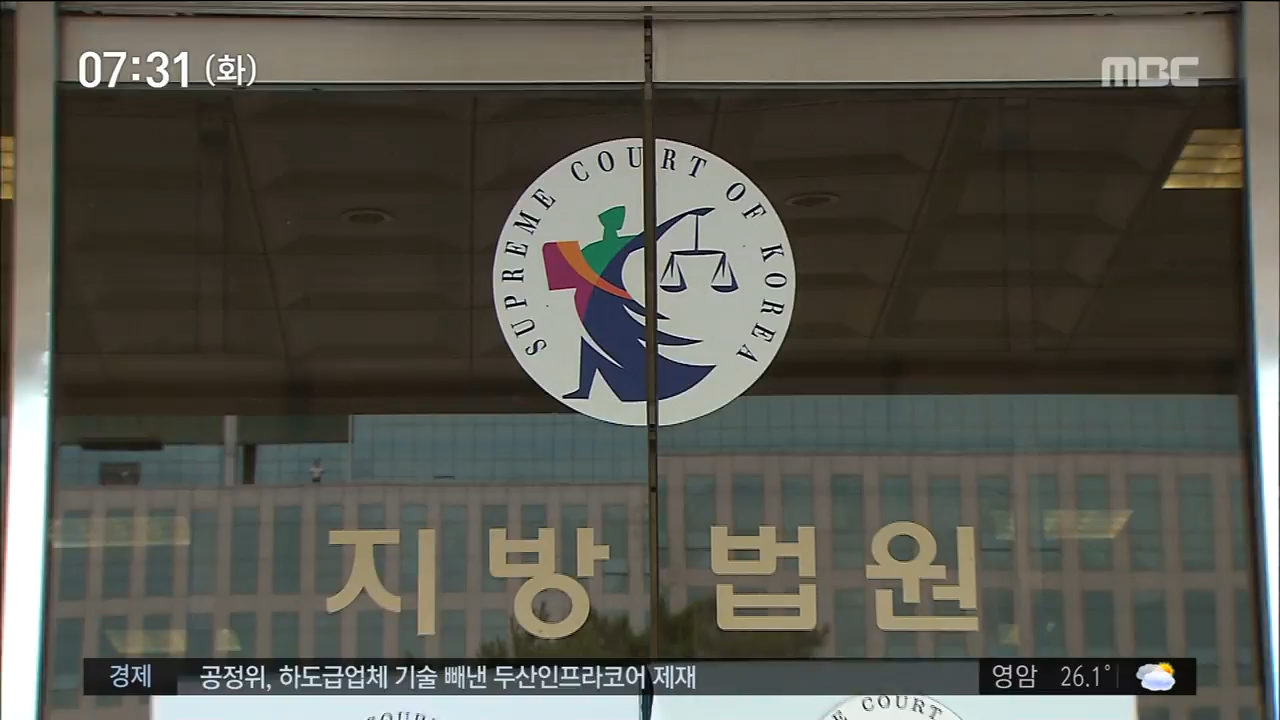 07:31 (화)
MBC
SUPREME COURT OF KOREA
지방 법원
경제 공정위, 하도급업체 기술 빼낸 두산인프라코어 제재 영암 26.1°
COURT